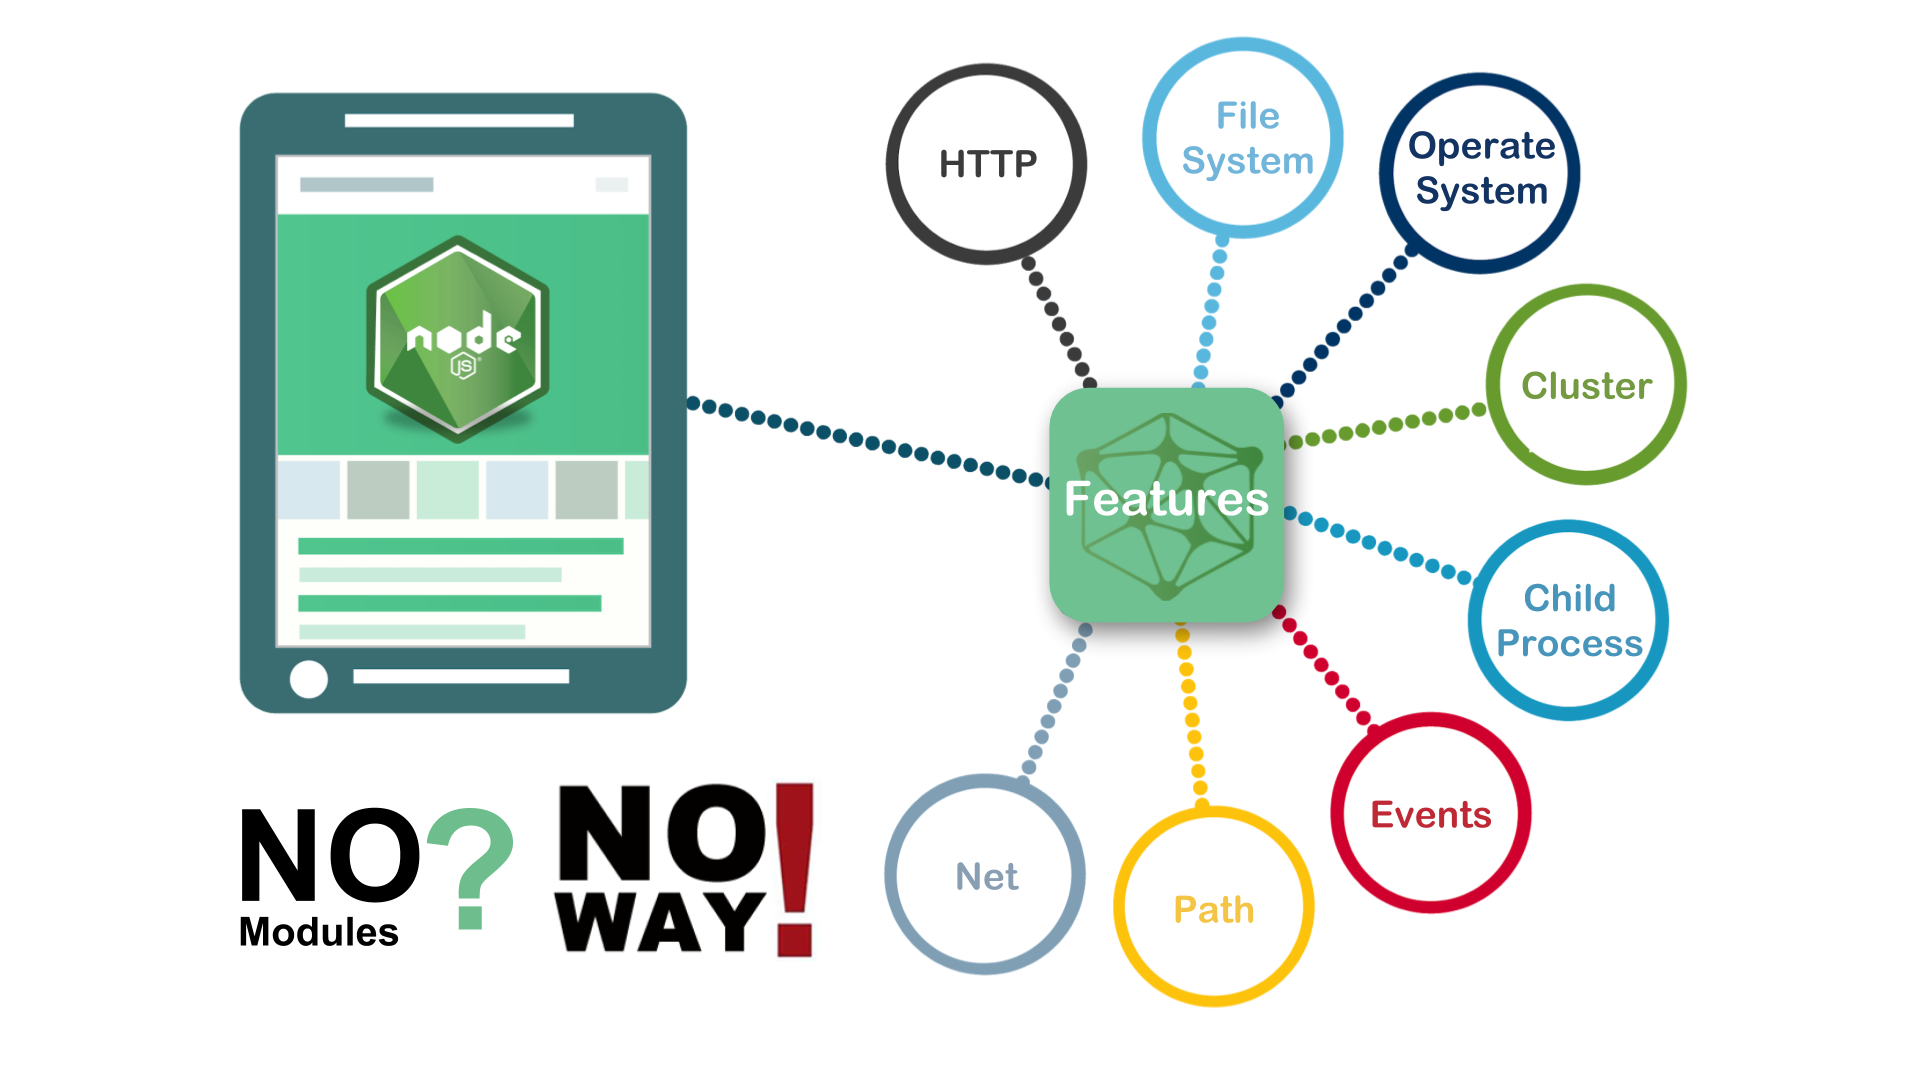 node
JS
NO?
Modules
NO
WAY!
Features
HTTP
File
System
Operate
System
Cluster
Child
Process
Events
Path
Net